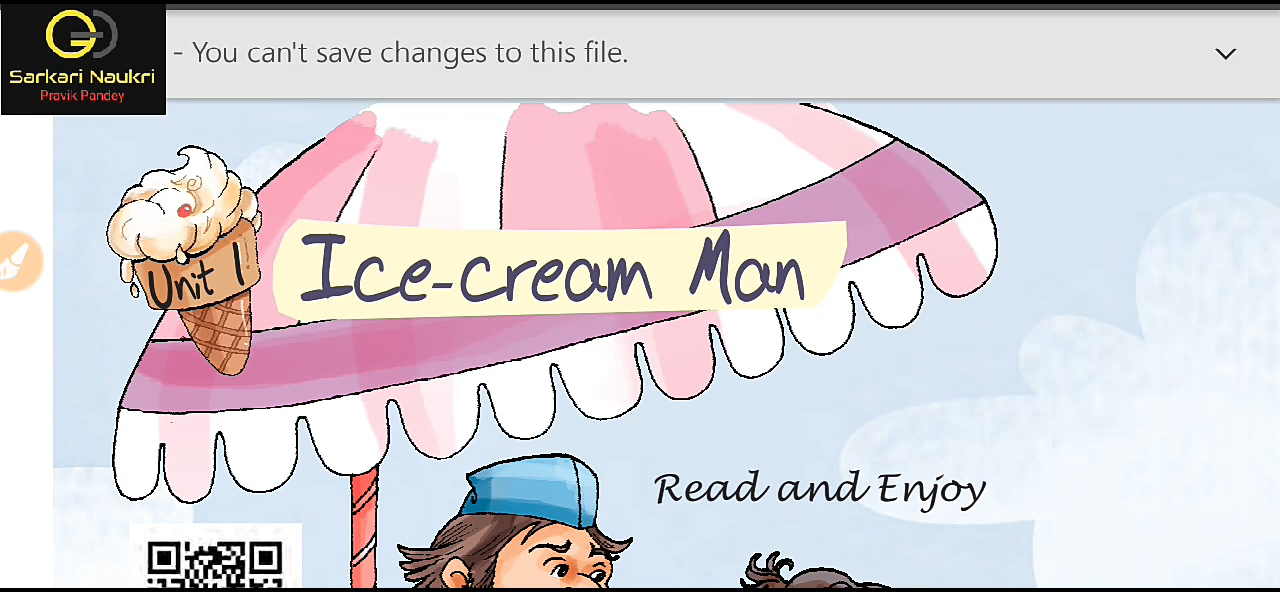 Sarkari Naukri
Pravik Pandey
- You can't save changes to this file.
Unit 1
Ice-cream Man
Read and Enjoy